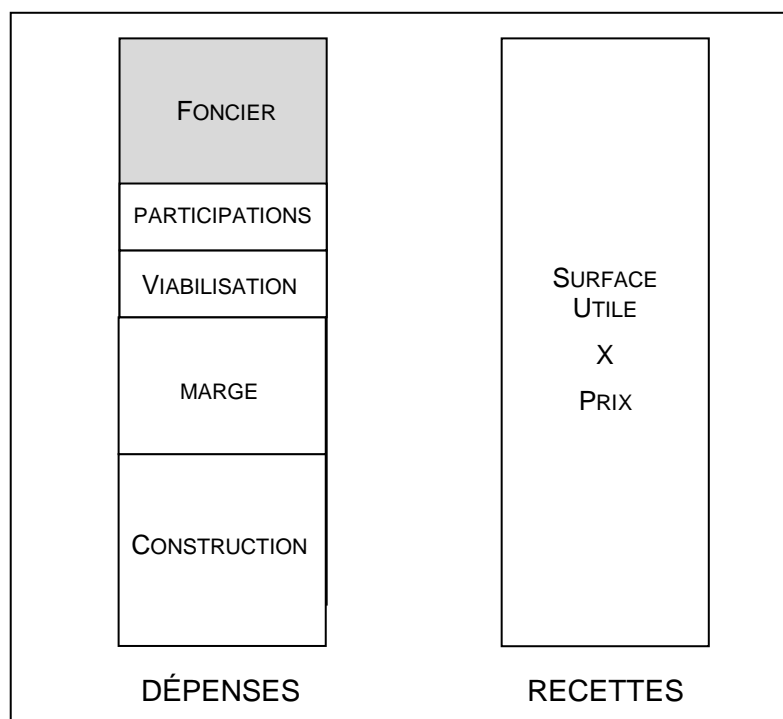 FONCIER
PARTICIPATIONS
VIABILISATION
MARGE
CONSTRUCTION
DÉPENSES
SURFACE
UTILE
X
PRIX
RECETTES